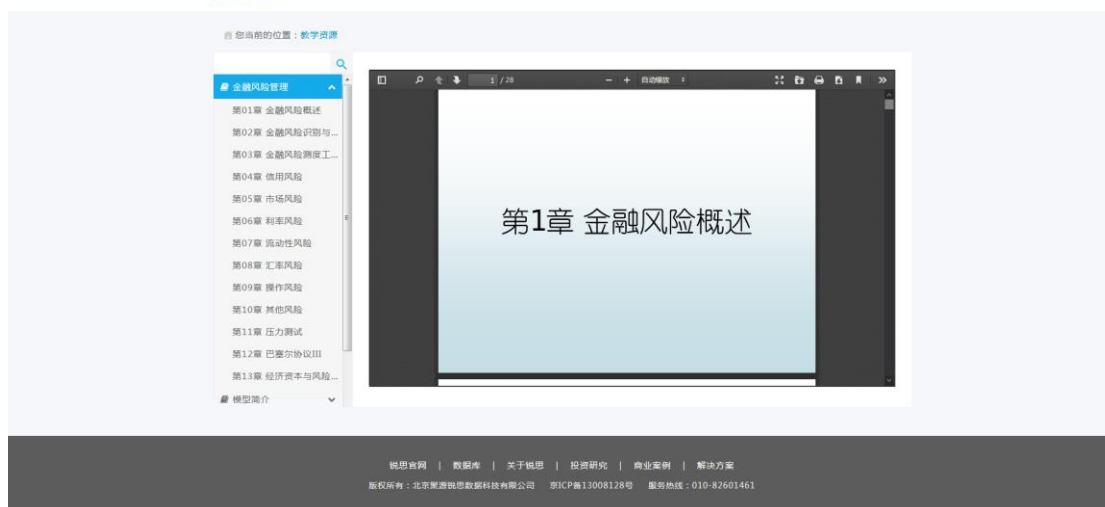 您当前的位置：教学资源
金融风险管理
第01章 金融风险概述
第02章 金融风险识别与...
第03章 金融风险测度工...
第04章 信用风险
第05章 市场风险
第06章 利率风险
第07章 流动性风险
第08章 汇率风险
第09章 操作风险
第10章 其他风险
第11章 压力测试
第12章 巴塞尔协议III
第13章 经济资本与风险...
模型简介
1 / 28
自动缩放
第1章 金融风险概述
锐思官网 | 数据库 | 关于锐思 | 投资研究 | 商业案例 | 解决方案
版权所有：北京聚源锐思数据科技有限公司 京ICP备13008128号 服务热线：010-82601461